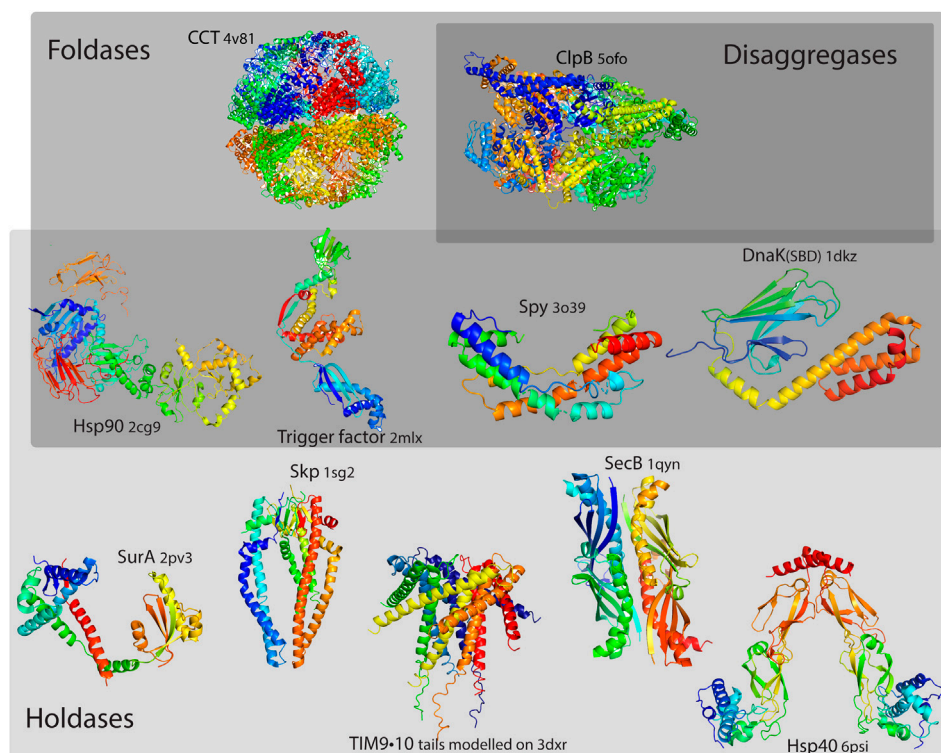 Foldases
CCT 4v81
ClpB 5ofo
Disaggregases
DnaK(SBD) 1dkz
Spy 3o39
Hsp90 2cg9
Trigger factor 2mlx
Skp 1sg2
SecB 1qyn
SurA 2pv3
Holdases
TIM9•10 tails modelled on 3dxr
Hsp40 6psi